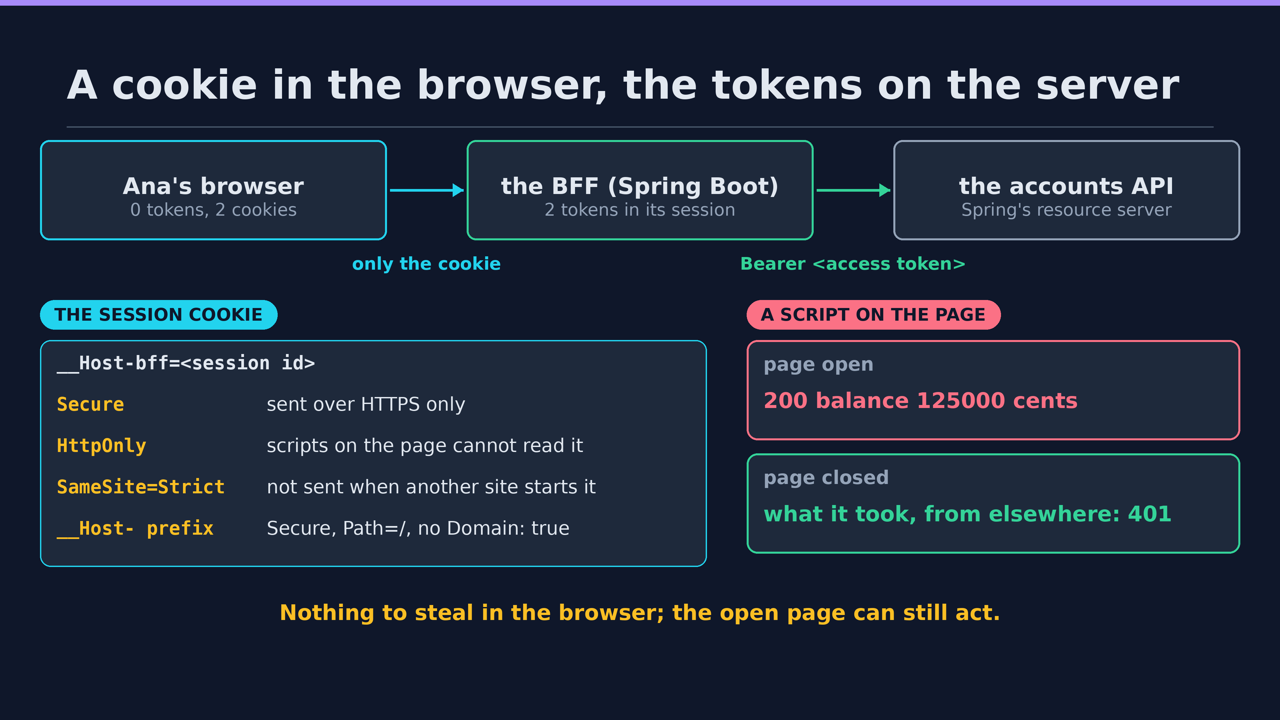 A cookie in the browser, the tokens on the server
Ana's browser
0 tokens, 2 cookies
the BFF (Spring Boot)
2 tokens in its session
the accounts API
Spring's resource server
only the cookie
Bearer <access token>
THE SESSION COOKIE
__Host-bff=<session id>
Secure sent over HTTPS only
HttpOnly scripts on the page cannot read it
SameSite=Strict not sent when another site starts it
__Host- prefix Secure, Path=/, no Domain: true
A SCRIPT ON THE PAGE
page open
200 balance 125000 cents
page closed
what it took, from elsewhere: 401
Nothing to steal in the browser; the open page can still act.